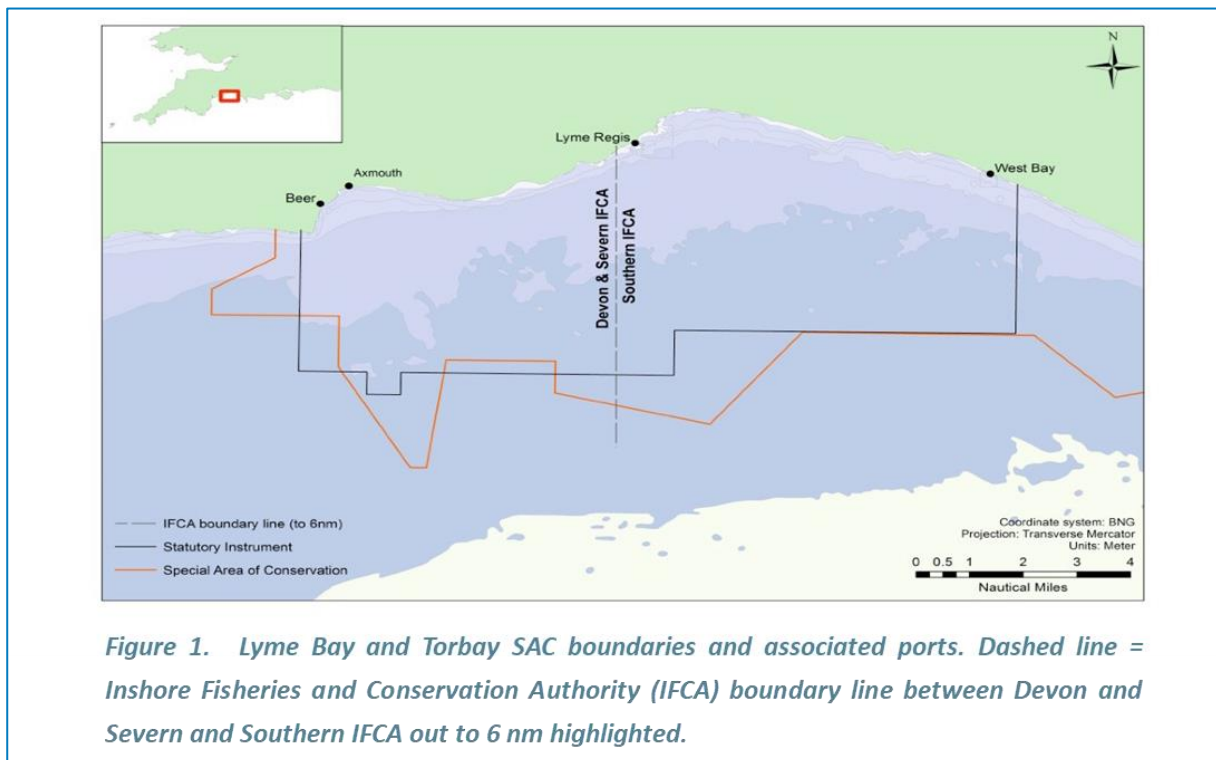 N
Lyme Regis
West Bay
Axmouth
Beer
Devon & Severn IFCA
Southern IFCA
IFCA boundary line (to 6nm)
Statutory Instrument
Special Area of Conservation
Coordinate system: BNG
Projection: Transverse Mercator
Units: Meter
0 0.5 1 2 3 4
Nautical Miles
Figure 1. Lyme Bay and Torbay SAC boundaries and associated ports. Dashed line =
Inshore Fisheries and Conservation Authority (IFCA) boundary line between Devon and
Severn and Southern IFCA out to 6 nm highlighted.